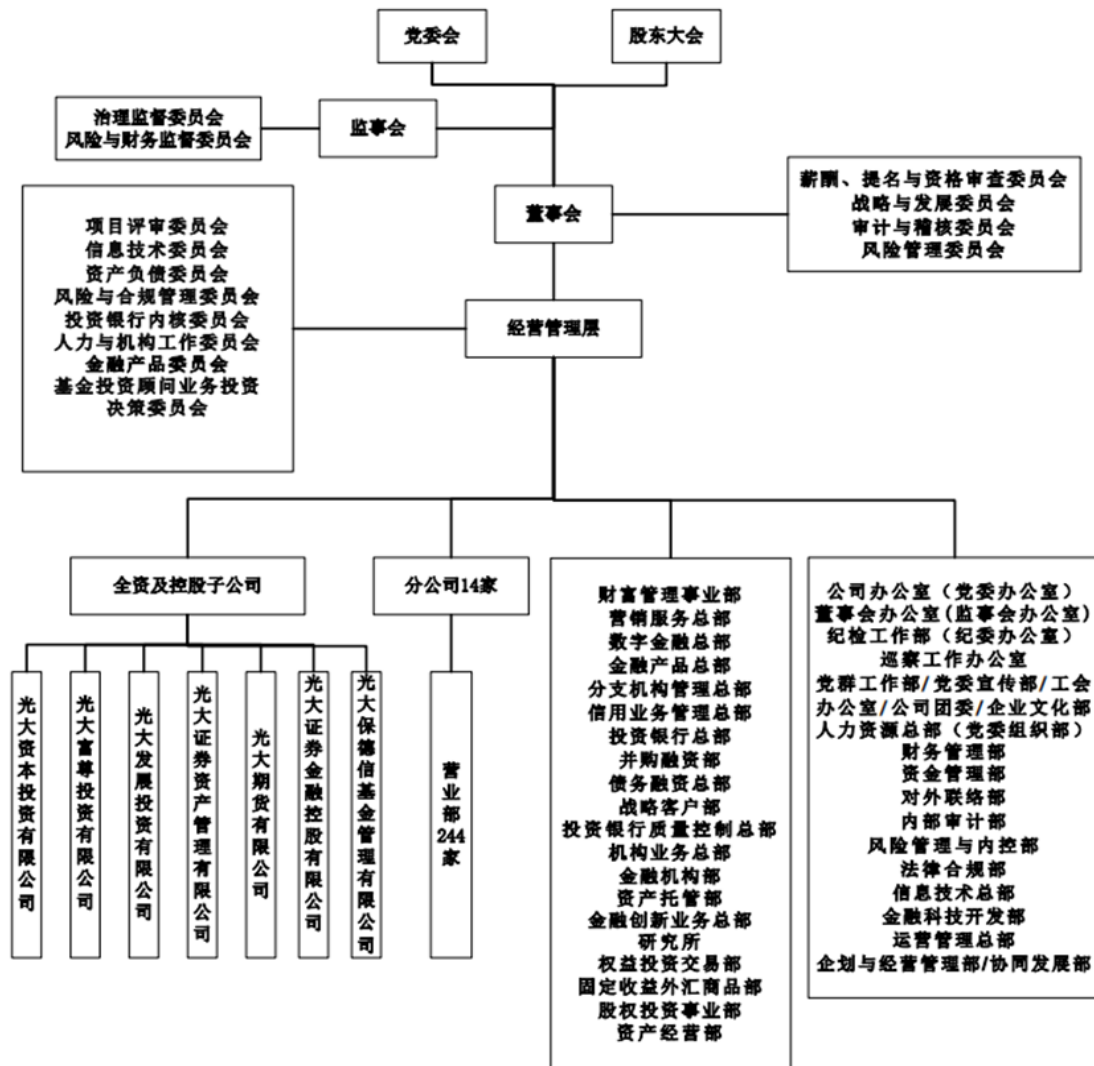 党委会
股东大会
治理监督委员会
风险与财务监督委员会
监事会
董事会
薪酬、提名与资格审查委员会
战略与发展委员会
审计与稽核委员会
风险管理委员会
项目评审委员会
信息技术委员会
资产负债委员会
风险与合规管理委员会
投资银行内核委员会
人力与机构工作委员会
金融产品委员会
基金投资顾问业务投资
决策委员会
经营管理层
全资及控股子公司
分公司14家
光大资本投资有限公司
光大富尊投资有限公司
光大发展投资有限公司
光大证券资产管理有限公司
光大期货有限公司
光大证券金融控股有限公司
光大保德信基金管理有限公司
营业部244家
财富管理事业部
营销服务总部
数字金融总部
金融产品总部
分支机构管理总部
信用业务管理总部
投资银行总部
并购融资部
债务融资总部
战略客户部
投资银行质量控制总部
机构业务总部
金融机构部
资产托管部
金融创新业务总部
研究所
权益投资交易部
固定收益外汇商品部
股权投资事业部
资产经营部
公司办公室（党委办公室）
董事会办公室(监事会办公室)
纪检工作部（纪委办公室）
巡察工作办公室
党群工作部/党委宣传部/工会
办公室/公司团委/企业文化部
人力资源总部（党委组织部）
财务管理部
资金管理部
对外联络部
内部审计部
风险管理与内控部
法律合规部
信息技术总部
金融科技开发部
运营管理总部
企划与经营管理部/协同发展部